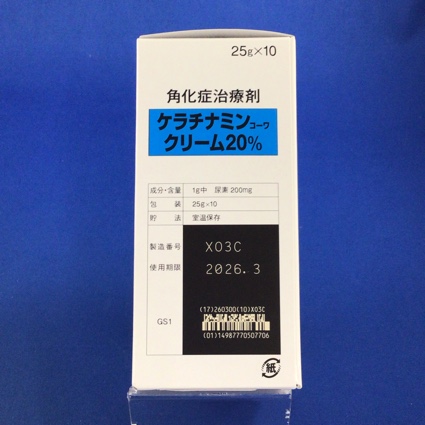 25g×10
角化症治療剤
ケラチナミンコーワ
クリーム20%
成分・含量 1g中 尿素 200mg
包装 25g×10
貯法 室温保存
製造番号 X03C
使用期限 2026.3
GS1
(17)260300(10)X03C
(01)14987770507706
紙